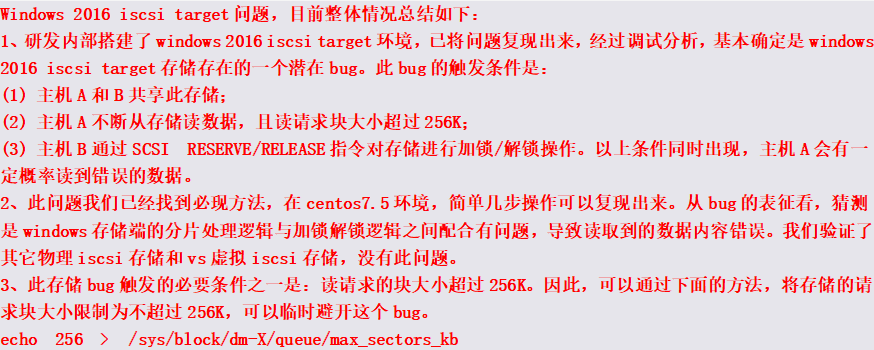 Windows 2016 iscsi target 问题，目前整体情况总结如下：
1、研发内部搭建了 windows 2016 iscsi target 环境，已将问题复现出来，经过调试分析，基本确定是 windows
2016 iscsi target 存储存在的一个潜在 bug。此 bug 的触发条件是：
(1) 主机 A 和 B 共享此存储；
(2) 主机 A 不断从存储读数据，且读请求块大小超过 256K；
(3) 主机 B 通过 SCSI RESERVE/RELEASE 指令对存储进行加锁/解锁操作。以上条件同时出现，主机 A 会有一
定概率读到错误的数据。
2、此问题我们已经找到必现方法，在 centos7.5 环境，简单几步操作可以复现出来。从 bug 的表征看，猜测
是 windows 存储端的分片处理逻辑与加锁解锁逻辑之间配合有问题，导致读取到的数据内容错误。我们验证了
其它物理 iscsi 存储和 vs 虚拟 iscsi 存储，没有此问题。
3、此存储 bug 触发的必要条件之一是：读请求的块大小超过 256K。因此，可以通过下面的方法，将存储的请
求块大小限制为不超过 256K，可以临时避开这个 bug。
echo 256 > /sys/block/dm-X/queue/max_sectors_kb